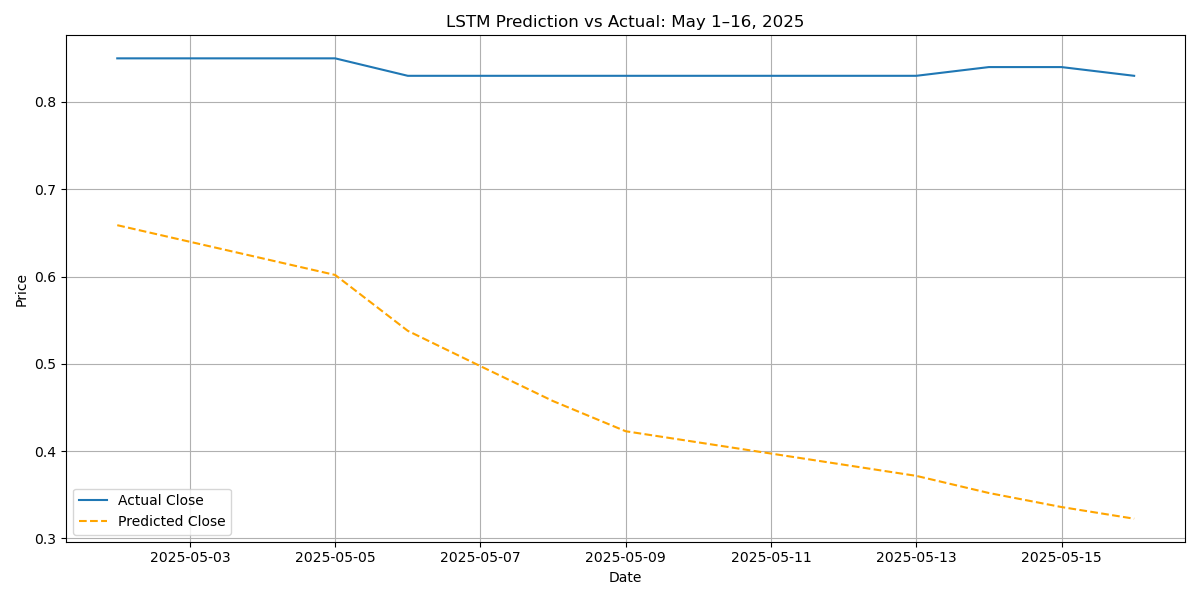 LSTM Prediction vs Actual: May 1–16, 2025
Price
0.8
0.7
0.6
0.5
0.4
0.3
Actual Close
Predicted Close
2025-05-03 2025-05-05 2025-05-07 2025-05-09 2025-05-11 2025-05-13 2025-05-15
Date